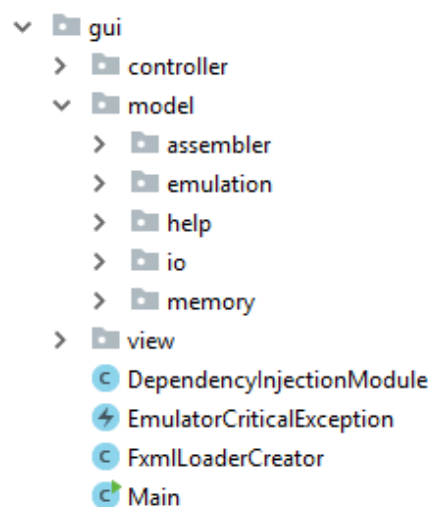 gui
controller
model
assembler
emulation
help
io
memory
view
DependencyInjectionModule
EmulatorCriticalException
FxmlLoaderCreator
Main